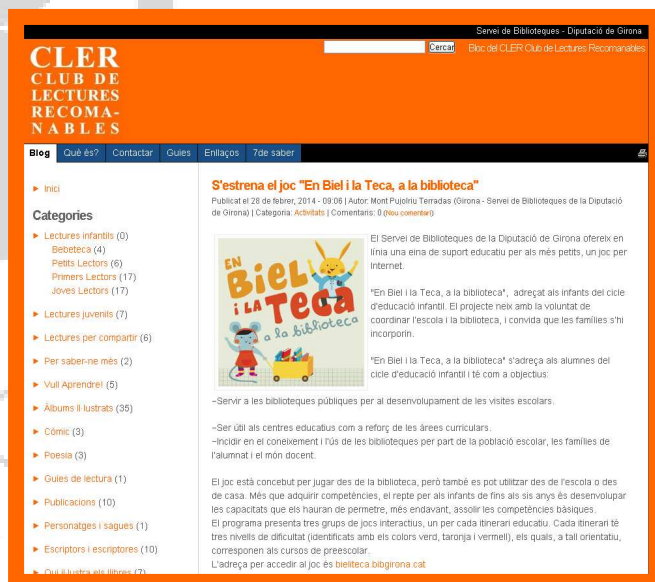 Servei de Biblioteques - Diputació de Girona
CLER
CLUB DE
LECTURES
RECOMA-
NABLES
Cercar
Bloc del CLER Club de Lectures Recomanables
Blog Què és? Contactar Guies Enllaços 7de saber
Inici
Categories
Lectures infantils (0)
Bebeteca (4)
Petits Lectors (6)
Primers Lectors (17)
Joves Lectors (17)
Lectures juvenils (7)
Lectures per compartir (6)
Per saber-ne més (2)
Vull Aprendre! (5)
Àlbums il·lustrats (35)
Còmic (3)
Poesia (3)
Guies de lectura (1)
Publicacions (10)
Personatges i sagues (1)
Escriptors i escriptores (10)
Qui il·lustra els llibres (7)
S'estrena el joc "En Biel i la Teca, a la biblioteca"
Publicat el 28 de febrer, 2014 - 09:06 | Autor: Mont Pujolriu Terradas (Girona - Servei de Biblioteques de la Diputació
de Girona) | Categoria: Activitats | Comentaris: 0 (Nou comentari)
EN
BIEL
i LA
TECA
a la biblioteca
El Servei de Biblioteques de la Diputació de Girona ofereix en
línia una eina de suport educatiu per als més petits, un joc per
Internet.
"En Biel i la Teca, a la biblioteca", adreçat als infants del cicle
d'educació infantil. El projecte neix amb la voluntat de
coordinar l'escola i la biblioteca, i convida que les famílies s'hi
incorporin.
"En Biel i la Teca, a la biblioteca" s'adreça als alumnes del
cicle d'educació infantil i té com a objectius:
–Servir a les biblioteques públiques per al desenvolupament de les visites escolars.
–Ser útil als centres educatius com a reforç de les àrees curriculars.
–Incidir en el coneixement i l'ús de les biblioteques per part de la població escolar, les famílies de
l'alumnat i el món docent.
El joc està concebut per jugar des de la biblioteca, però també es pot utilitzar des de l'escola o des
de casa. Més que adquirir competències, el repte per als infants de fins als sis anys és desenvolupar
les capacitats que els hauran de permetre, més endavant, assolir les competències bàsiques.
El programa presenta tres grups de jocs interactius, un per cada itinerari educatiu. Cada itinerari té
tres nivells de dificultat (identificats amb els colors verd, taronja i vermell), els quals, a tall orientatiu,
corresponen als cursos de preescolar.
L'adreça per accedir al joc és bieliteca.bibgirona.cat